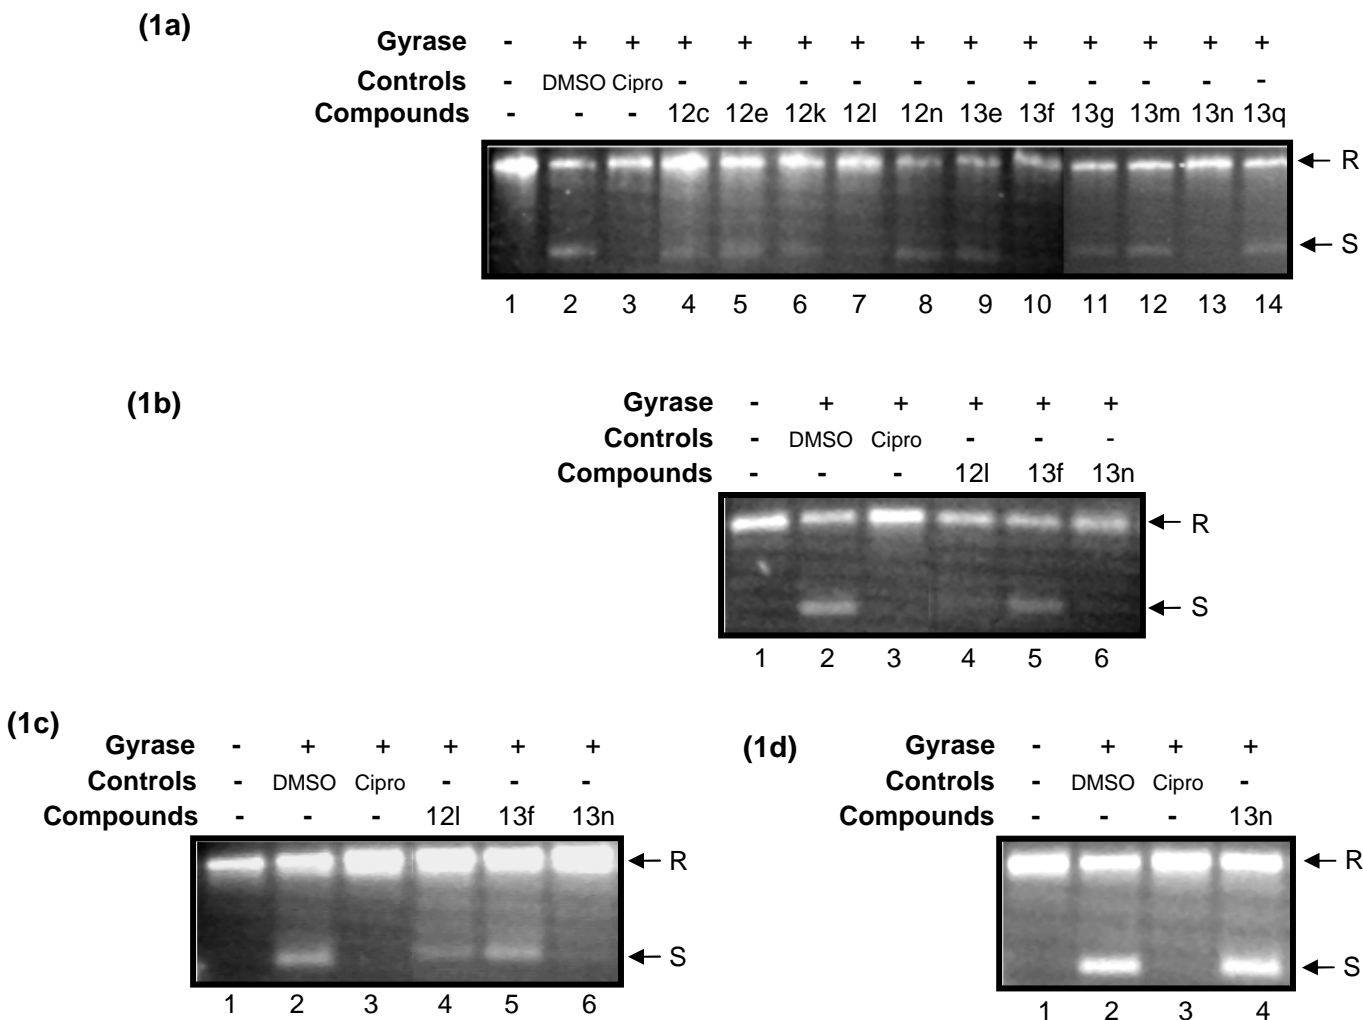 (1a)
Gyrase - + + + + + + + + + + + + +
Controls - DMSO Cipro - - - - - - - - - - -
Compounds - - - 12c 12e 12k 12l 12n 13e 13f 13g 13m 13n 13q
R
S
1 2 3 4 5 6 7 8 9 10 11 12 13 14
(1b)
Gyrase - + + + + +
Controls - DMSO Cipro - - -
Compounds - - - 12l 13f 13n
R
S
1 2 3 4 5 6
(1c)
Gyrase - + + + + +
Controls - DMSO Cipro - - -
Compounds - - - 12l 13f 13n
R
S
1 2 3 4 5 6
(1d)
Gyrase - + + +
Controls - DMSO Cipro -
Compounds - - - 13n
R
S
1 2 3 4